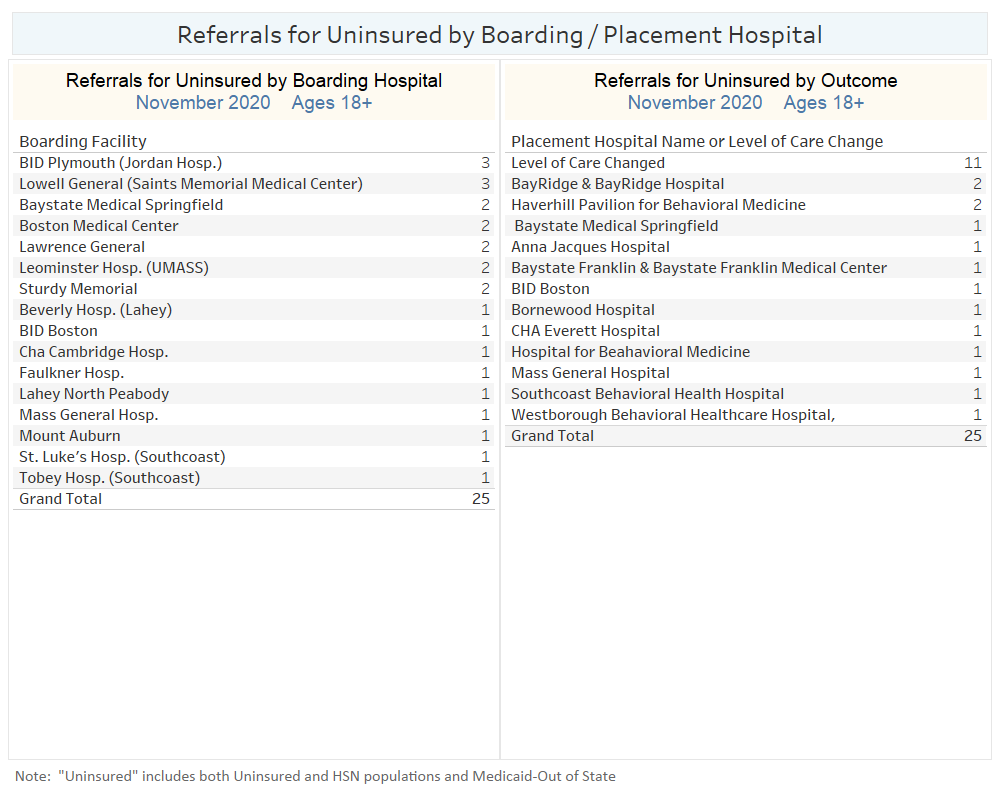 Referrals for Uninsured by Boarding / Placement Hospital
Referrals for Uninsured by Boarding Hospital
November 2020 Ages 18+
Boarding Facility
BID Plymouth (Jordan Hosp.) 3
Lowell General (Saints Memorial Medical Center) 3
Baystate Medical Springfield 2
Boston Medical Center 2
Lawrence General 2
Leominster Hosp. (UMASS) 2
Sturdy Memorial 2
Beverly Hosp. (Lahey) 1
BID Boston 1
Cha Cambridge Hosp. 1
Faulkner Hosp. 1
Lahey North Peabody 1
Mass General Hosp. 1
Mount Auburn 1
St. Luke’s Hosp. (Southcoast) 1
Tobey Hosp. (Southcoast) 1
Grand Total 25
Referrals for Uninsured by Outcome
November 2020 Ages 18+
Placement Hospital Name or Level of Care Change
Level of Care Changed 11
BayRidge & BayRidge Hospital 2
Haverhill Pavilion for Behavioral Medicine 2
Baystate Medical Springfield 1
Anna Jacques Hospital 1
Baystate Franklin & Baystate Franklin Medical Center 1
BID Boston 1
Bornewood Hospital 1
CHA Everett Hospital 1
Hospital for Beahavioral Medicine 1
Mass General Hospital 1
Southcoast Behavioral Health Hospital 1
Westborough Behavioral Healthcare Hospital, 1
Grand Total 25
Note: "Uninsured" includes both Uninsured and HSN populations and Medicaid-Out of State